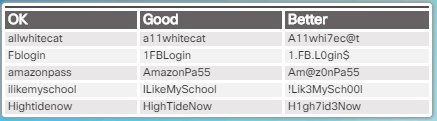 OK Good Better
allwhitecat a11whitecat A11whi7ec@t
Fblogin 1FBLogin 1.FB.L0gin$
amazonpass AmazonPa55 Am@z0nPa55
ilikemyschool ILikeMySchool !Lik3MySch00l
Hightidenow HighTideNow H1gh7id3Now